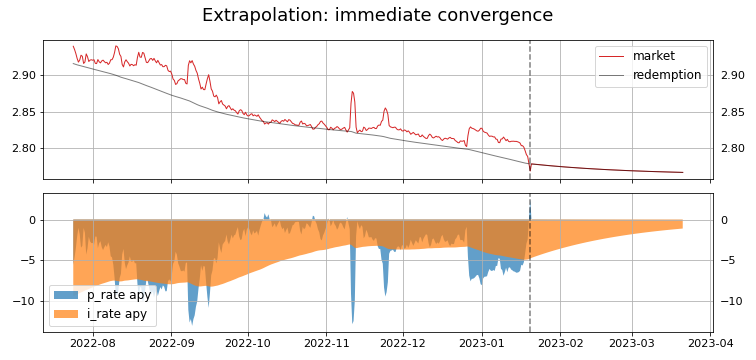 Extrapolation: immediate convergence
market
redemption
2.90 2.90
2.85 2.85
2.80 2.80
0 0
−5 −5
−10 −10
p_rate apy
i_rate apy
2022-08 2022-09 2022-10 2022-11 2022-12 2023-01 2023-02 2023-03 2023-04